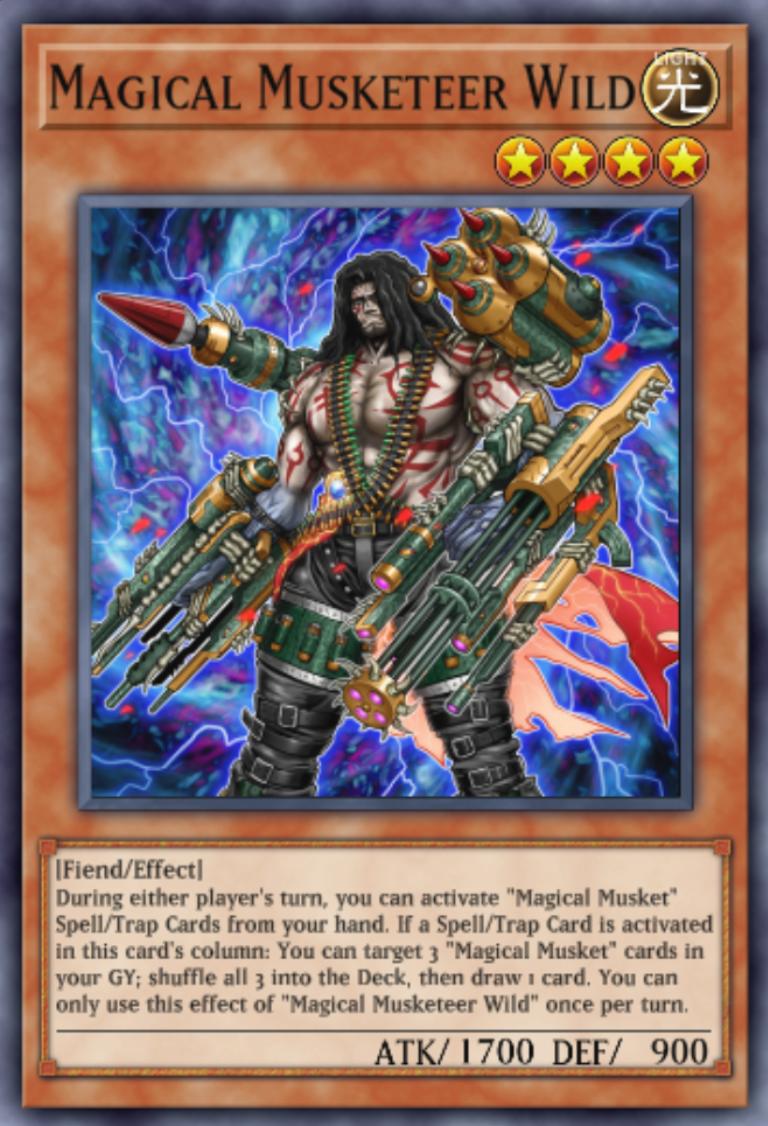 MAGICAL MUSKETEER WILD
LIGHT
光
[Fiend/Effect]
During either player's turn, you can activate "Magical Musket"
Spell/Trap Cards from your hand. If a Spell/Trap Card is activated
in this card's column: You can target 3 "Magical Musket" cards in
your GY; shuffle all 3 into the Deck, then draw 1 card. You can
only use this effect of "Magical Musketeer Wild" once per turn.
ATK/ 1700 DEF/ 900